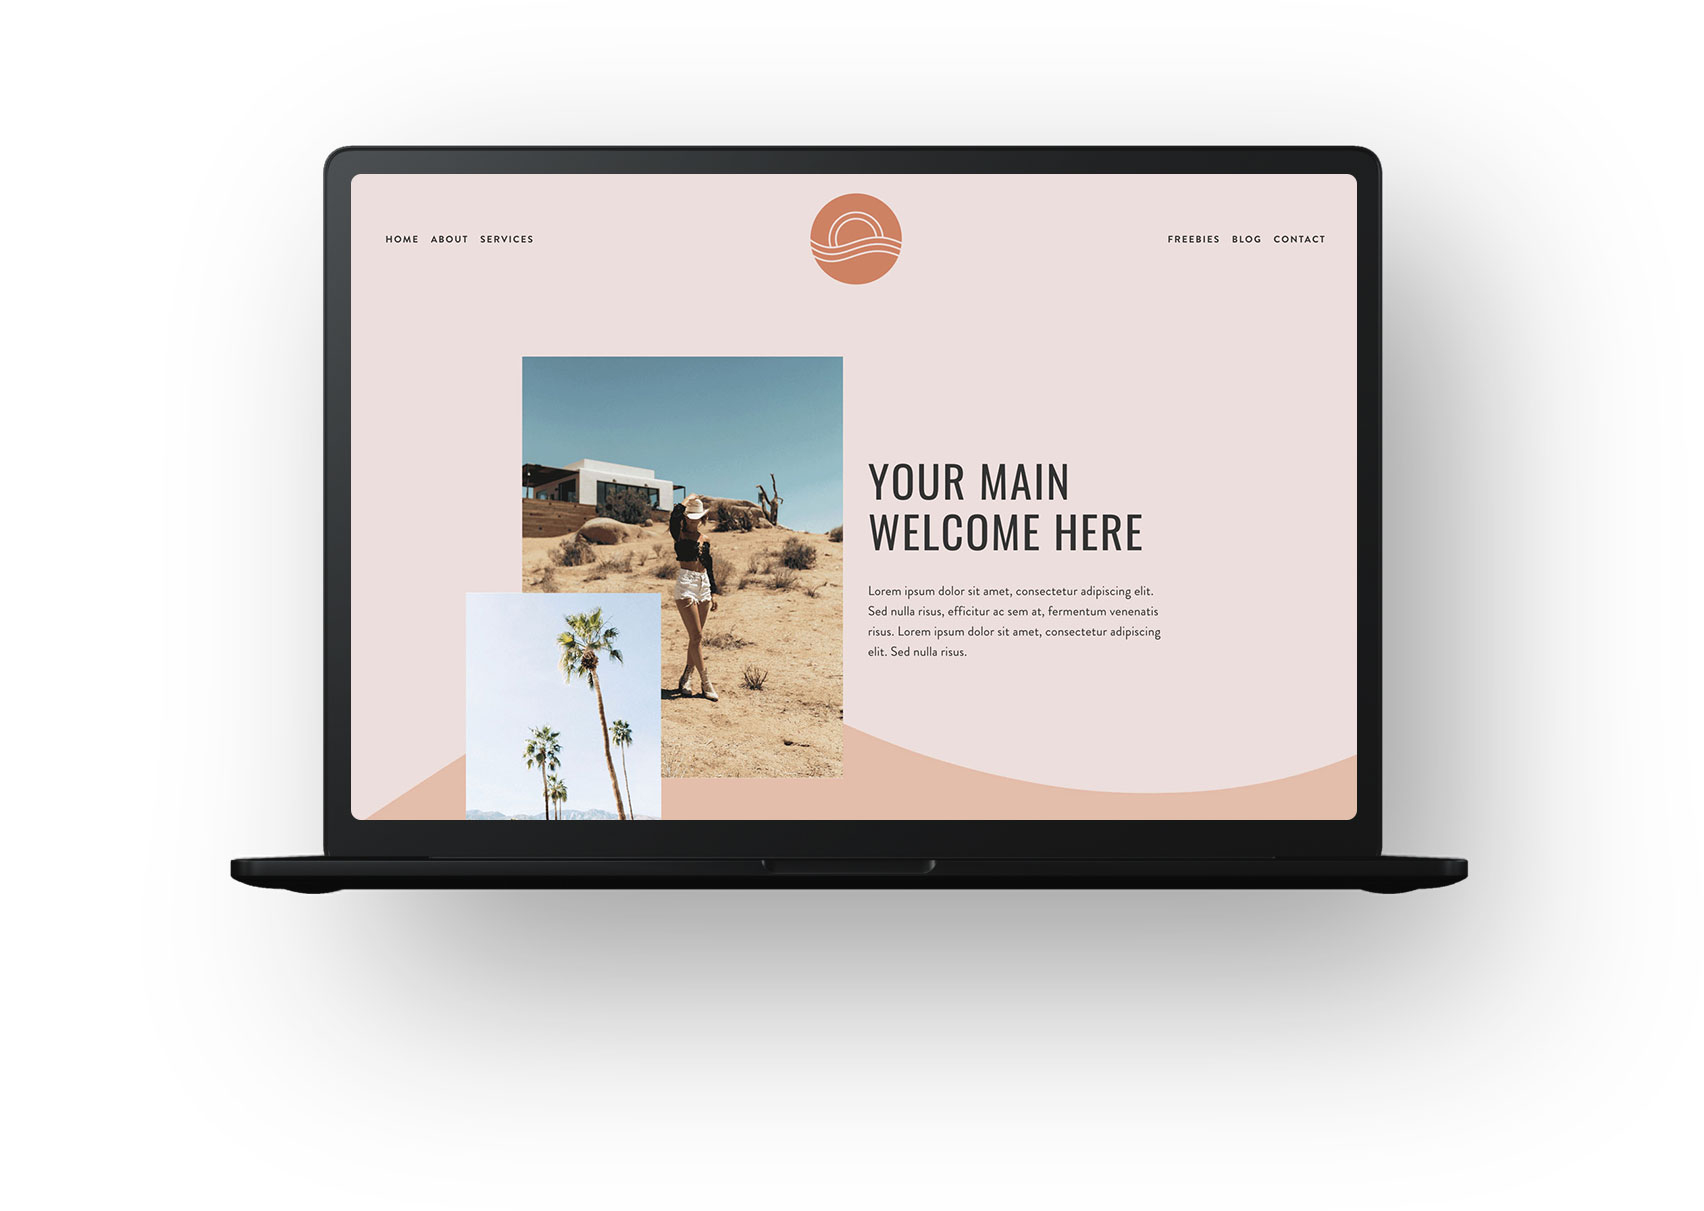 HOME ABOUT SERVICES
FREEBIES BLOG CONTACT
YOUR MAIN
WELCOME HERE
Lorem ipsum dolor sit amet, consectetur adipiscing elit.
Sed nulla risus, efficitur ac sem at, fermentum venenatis
risus. Lorem ipsum dolor sit amet, consectetur adipiscing
elit. Sed nulla risus.